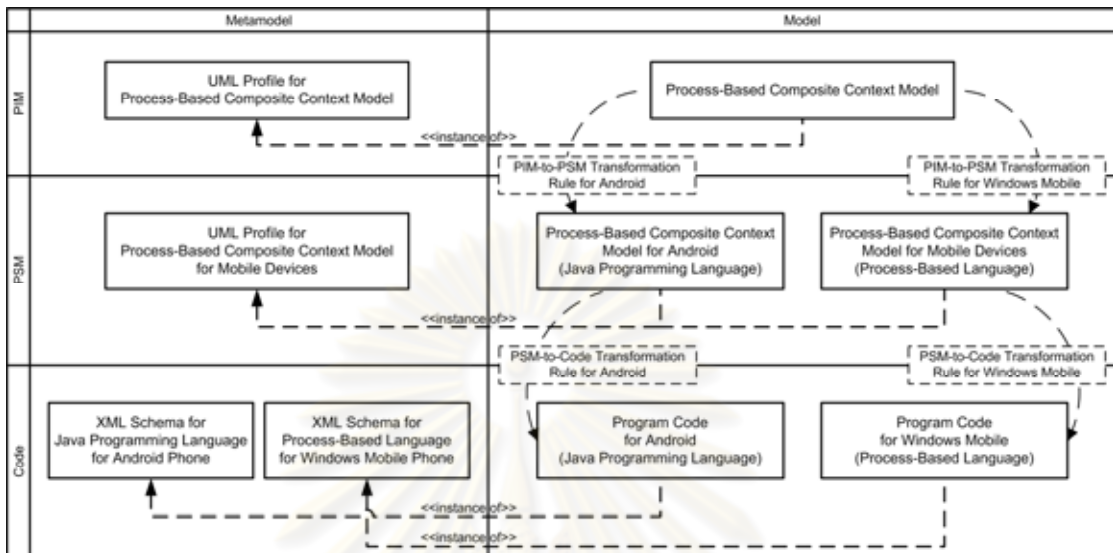 Metamodel
Model
PIM
UML Profile for
Process-Based Composite Context Model
Process-Based Composite Context Model
<<instance of>>
PIM-to-PSM Transformation
Rule for Android
PIM-to-PSM Transformation
Rule for Windows Mobile
PSM
UML Profile for
Process-Based Composite Context Model
for Mobile Devices
Process-Based Composite Context
Model for Android
(Java Programming Language)
Process-Based Composite Context
Model for Mobile Devices
(Process-Based Language)
<<instance of>>
PSM-to-Code Transformation
Rule for Android
PSM-to-Code Transformation
Rule for Windows Mobile
Code
XML Schema for
Java Programming Language
for Android Phone
XML Schema for
Process-Based Language
for Windows Mobile Phone
Program Code
for Android
(Java Programming Language)
Program Code
for Windows Mobile
(Process-Based Language)
<<instance of>>
<<instance of>>